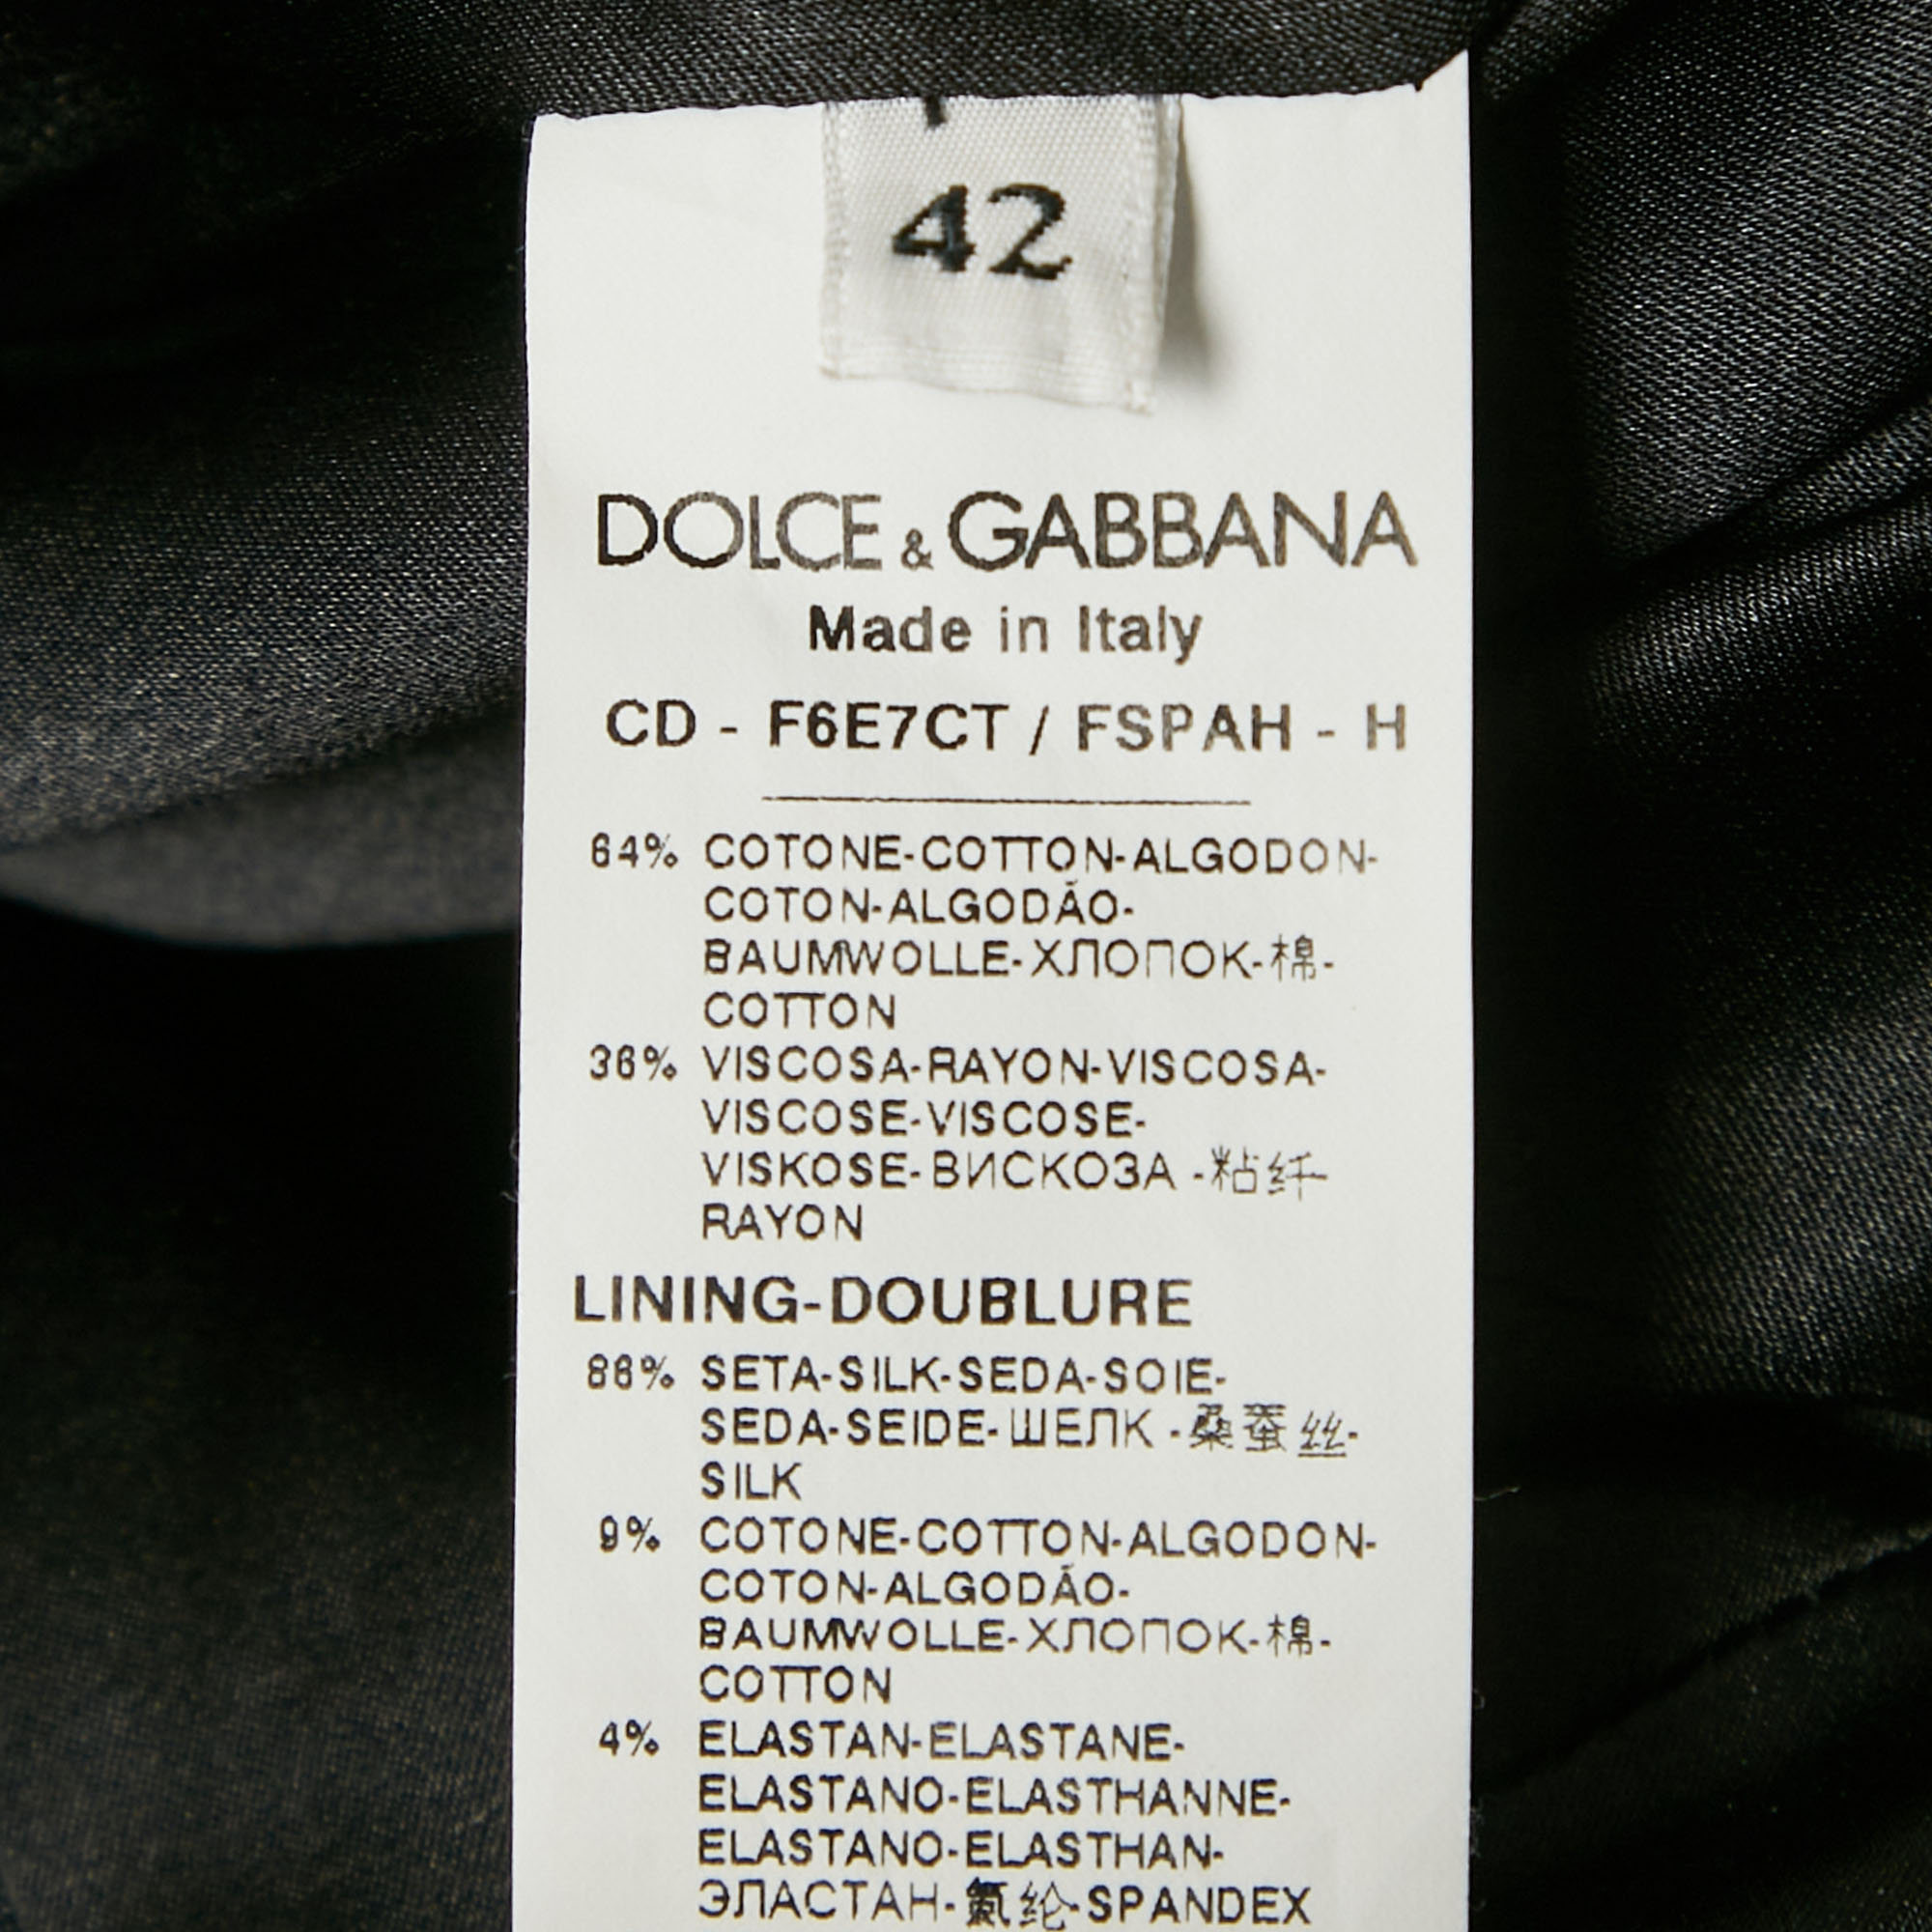 42
DOLCE & GABBANA
Made in Italy
CD - F6E7CT / FSPAH - H
64% COTONE-COTTON-ALGODON-
COTON-ALGODÃO-
BAUMWOLLE-ХЛОПОК-棉-
COTTON
36% VISCOSA-RAYON-VISCOSA-
VISCOSE-VISCOSE-
VISKOSE-ВИСКОЗА -粘纤-
RAYON
LINING-DOUBLURE
SETA-SILK-SEDA-SOIE-
SEDA-SEIDE-ШЕЛК -桑蚕丝-
SILK
9% COTONE-COTTON-ALGODON-
COTON-ALGODÃO-
BAUMWOLLE-ХЛОПОК-棉-
COTTON
4% ELASTAN-ELASTANE-
ELASTANO-ELASTHANNE-
ELASTANO-ELASTHAN-
ЭЛАСТАН-氨纶-SPANDEX